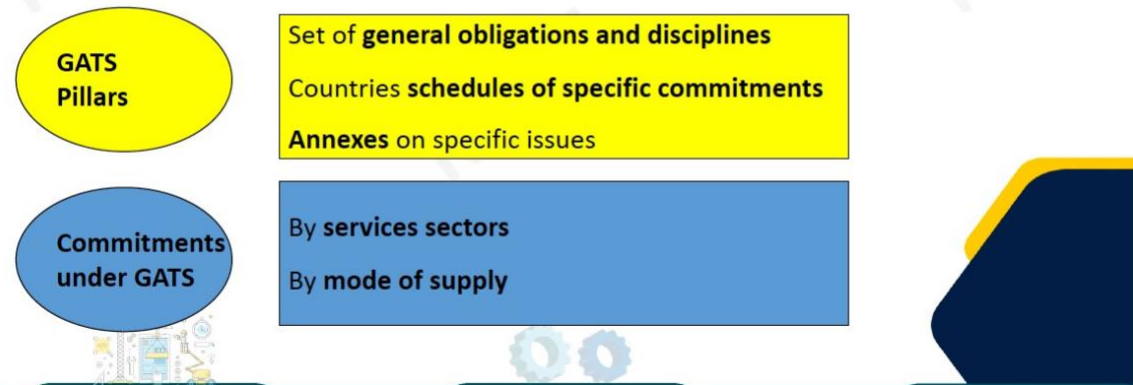 GATS
Pillars
Set of general obligations and disciplines
Countries schedules of specific commitments
Annexes on specific issues
Commitments
under GATS
By services sectors
By mode of supply